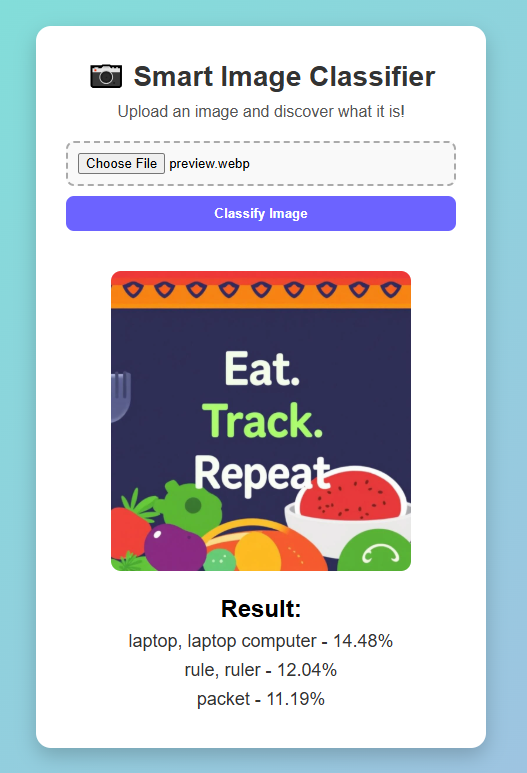 Smart Image Classifier
Upload an image and discover what it is!
Choose File preview.webp
Classify Image
Eat.
Track.
Repeat
Result:
laptop, laptop computer - 14.48%
rule, ruler - 12.04%
packet - 11.19%